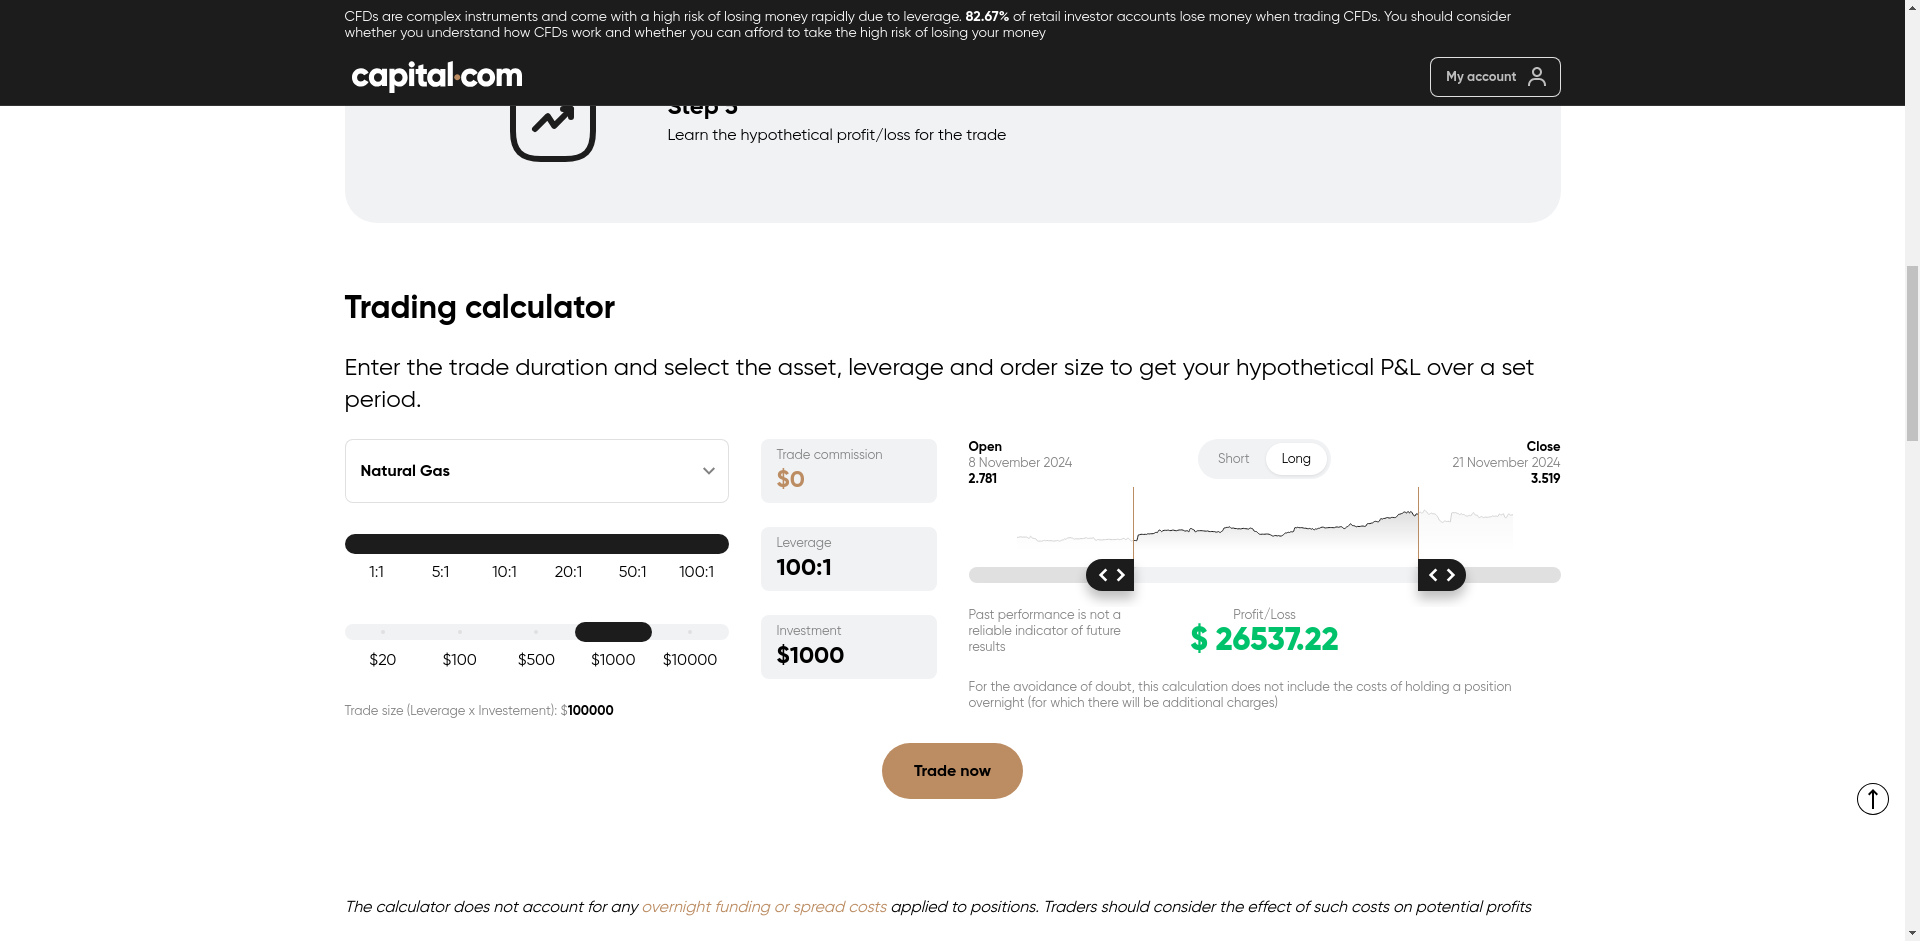 CFDs are complex instruments and come with a high risk of losing money rapidly due to leverage. 82.67% of retail investor accounts lose money when trading CFDs. You should consider
whether you understand how CFDs work and whether you can afford to take the high risk of losing your money
capital.com
My account
Step 3
Learn the hypothetical profit/loss for the trade
Trading calculator
Enter the trade duration and select the asset, leverage and order size to get your hypothetical P&L over a set
period.
Natural Gas
1:1 5:1 10:1 20:1 50:1 100:1
$20 $100 $500 $1000 $10000
Trade size (Leverage x Investement): $100000
Trade commission
$0
Leverage
100:1
Investment
$1000
Open
8 November 2024
2.781
Short Long
Close
21 November 2024
3.519
Past performance is not a
reliable indicator of future
results
Profit/Loss
$ 26537.22
For the avoidance of doubt, this calculation does not include the costs of holding a position
overnight (for which there will be additional charges)
Trade now
The calculator does not account for any overnight funding or spread costs applied to positions. Traders should consider the effect of such costs on potential profits